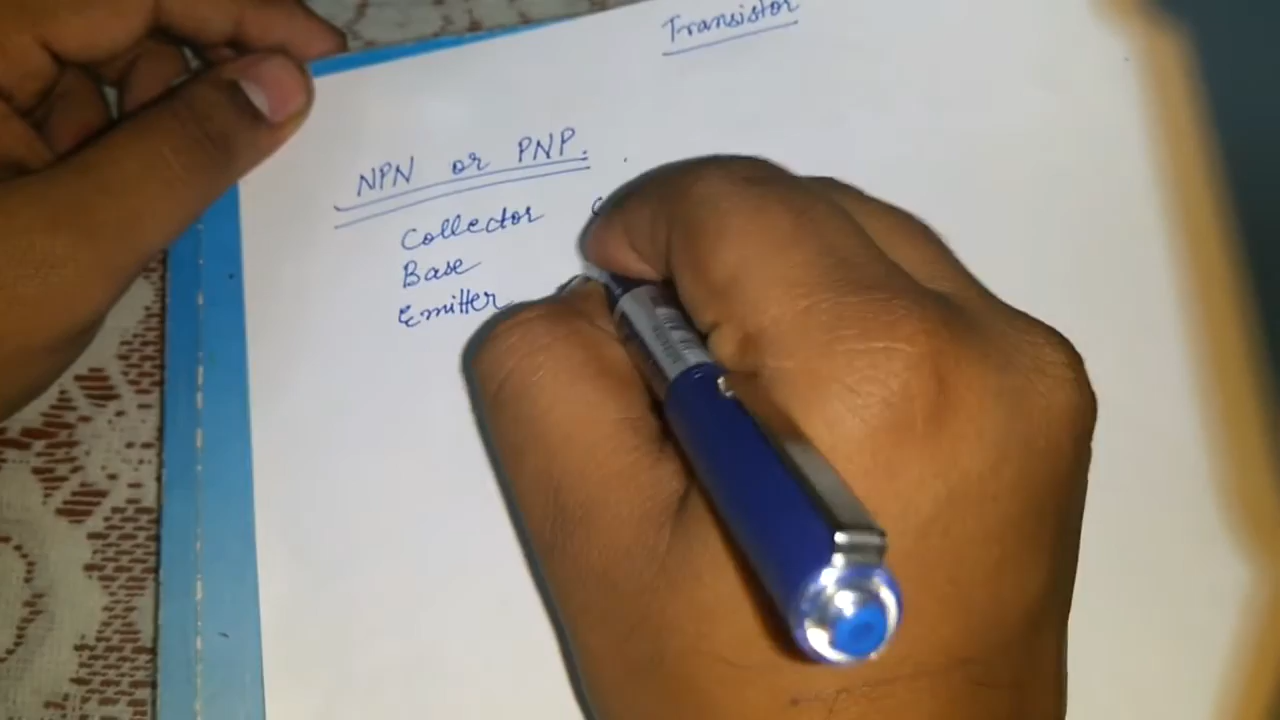 Transistor
NPN or PNP.
Collector
Base
Emitter